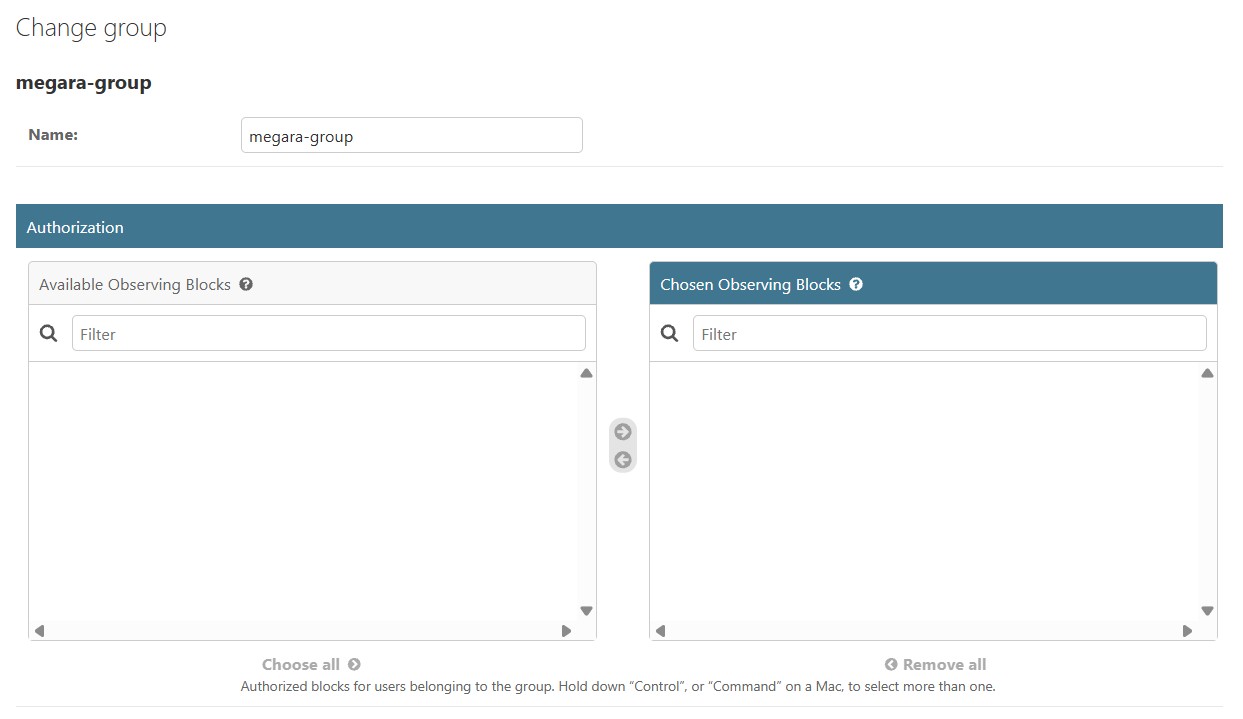 Change group
megara-group
Name:
megara-group
Authorization
Available Observing Blocks
Chosen Observing Blocks
Filter
Filter
Choose all
Remove all
Authorized blocks for users belonging to the group. Hold down “Control”, or “Command” on a Mac, to select more than one.